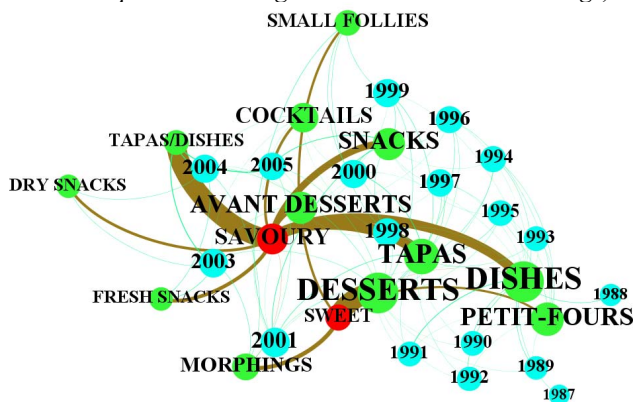 SMALL FOLLIES
1999
COCKTAILS
1996
SNACKS
TAPAS/DISHES
2004
2005
2000
1994
DRY SNACKS
1997
AVANT DESSERTS
1995
SAVOURY
1998
1993
2003
TAPAS
DISHES
DESSERTS
FRESH SNACKS
1988
SWEET
PETIT-FOURS
2001
1990
1991
MORPHINGS
1989
1992
1987